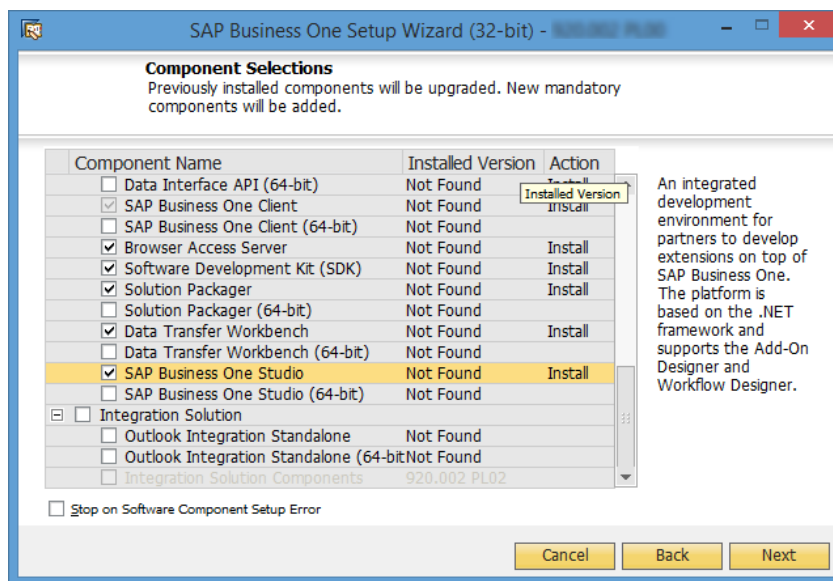 SAP Business One Setup Wizard (32-bit) -
Component Selections
Previously installed components will be upgraded. New mandatory
components will be added.
Component Name Installed Version Action
Data Interface API (64-bit) Not Found
Installed Version
SAP Business One Client Not Found Install
SAP Business One Client (64-bit) Not Found
Browser Access Server Not Found Install
Software Development Kit (SDK) Not Found Install
Solution Packager Not Found Install
Solution Packager (64-bit) Not Found
Data Transfer Workbench Not Found Install
Data Transfer Workbench (64-bit) Not Found
SAP Business One Studio Not Found Install
SAP Business One Studio (64-bit) Not Found
Integration Solution
Outlook Integration Standalone Not Found
Outlook Integration Standalone (64-bit Not Found
Integration Solution Components 920.002 PL02
An integrated
development
environment for
partners to develop
extensions on top of
SAP Business One.
The platform is
based on the .NET
framework and
supports the Add-On
Designer and
Workflow Designer.
Stop on Software Component Setup Error
Cancel Back Next